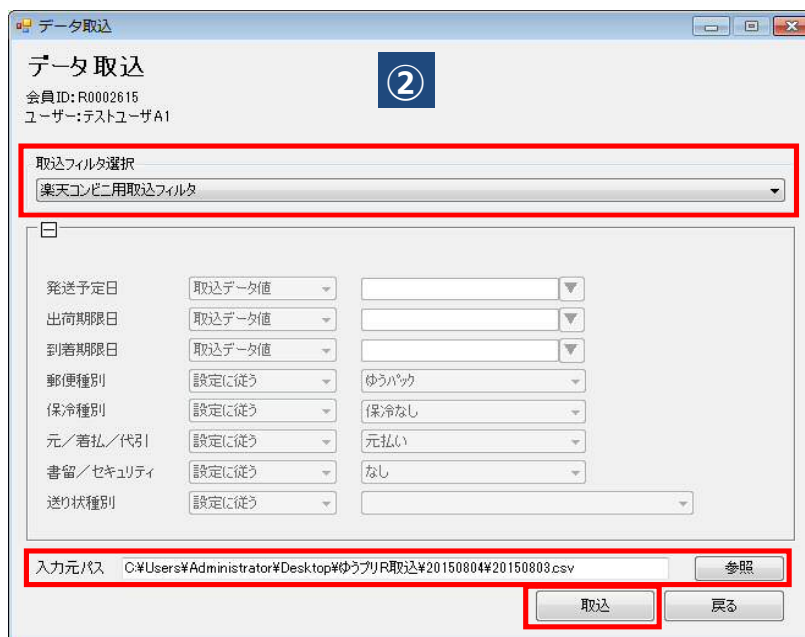 データ取込
データ取込
②
会員ID:R0002615
ユーザー:テストユーザA1
取込フィルタ選択
楽天コンビニ用取込フィルタ
発送予定日 取込データ値
出荷期限日 取込データ値
到着期限日 取込データ値
郵便種別 設定に従う ゆうパック
保冷種別 設定に従う 保冷なし
元/着払/代引 設定に従う 元払い
書留/セキュリティ 設定に従う なし
送り状種別 設定に従う
入力元パス C:¥Users¥Administrator¥Desktop¥ゆうプリR取込¥20150804¥20150803.csv 参照
取込 戻る